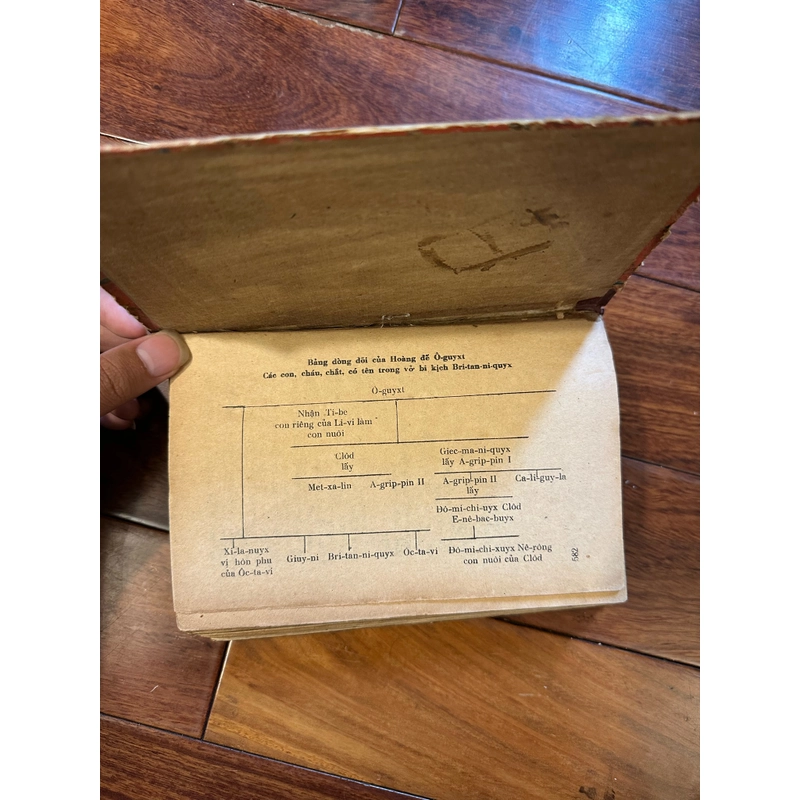 Bảng dòng dõi của Hoàng đế Ô-guyxt
Các con, cháu, chắt, có tên trong vở bi kịch Bri-tan-ni-quyx
Ô-guyxt
Nhận Ti-be
con riêng của Li-vi làm
con nuôi
Clôd
lấy
Giec-ma-ni-quyx
lấy A-grip-pin I
Met-xa-lin
A-grip-pin II
A-grip-pin II
lấy
Ca-li-guy-la
Đô-mi-chi-uyx Clôd
E-nê-bac-buyx
Xi-la-nuyx
vị hôn phu
của Ôc-ta-vi
Giuy-ni
Bri-tan-ni-quyx
Ôc-ta-vi
Đô-mi-chi-xuyx Nê-rông
con nuôi của Clôd
582